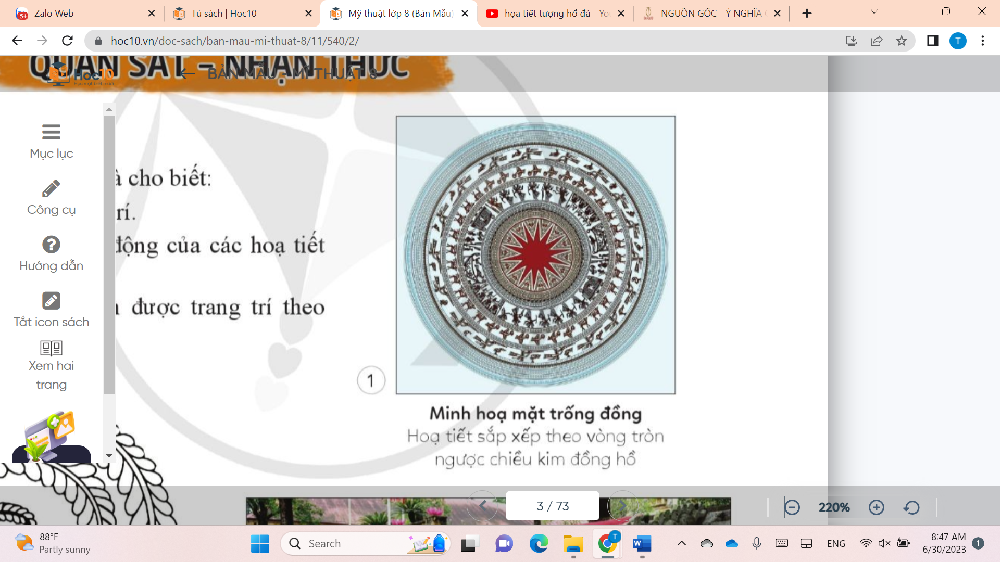 Zalo Web
Tủ sách | Hoc10
Mỹ thuật lớp 8 (Bản Mẫu)
họa tiết tượng hổ đá - Yo
NGUỒN GỐC - Ý NGHĨA
hoc10.vn/doc-sach/ban-mau-mi-thuat-8/11/540/2/
T
QUAN SÁT – NHẬN THỨC
Hoc10
Học một biết mười
BẢN MẪU - MĨ THUẬT 8
Mục lục
Công cụ
Hướng dẫn
Tắt icon sách
Xem hai
trang
à cho biết:
rí.
động của các hoạ tiết
được trang trí theo
1
Minh hoạ mặt trống đồng
Hoạ tiết sắp xếp theo vòng tròn
ngược chiều kim đồng hồ
3 / 73
220%
88°F
Partly sunny
Search
T
ENG
8:47 AM
6/30/2023
1